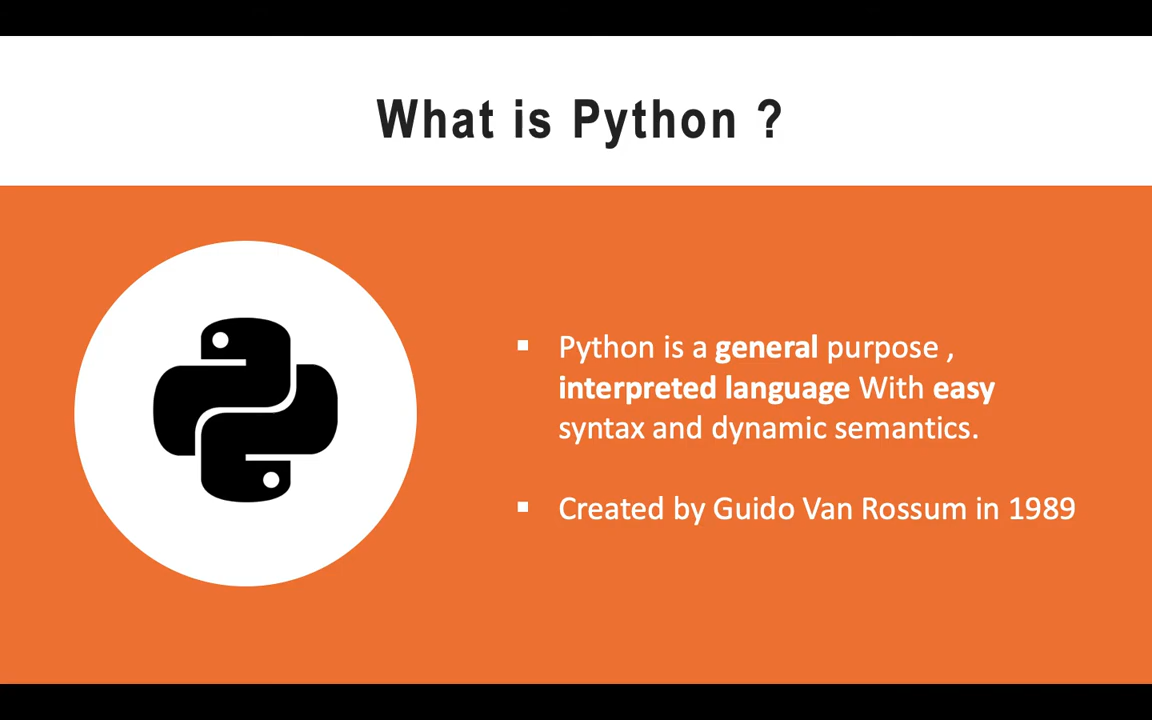 What is Python ?
▪ Python is a general purpose ,
interpreted language With easy
syntax and dynamic semantics.
▪ Created by Guido Van Rossum in 1989